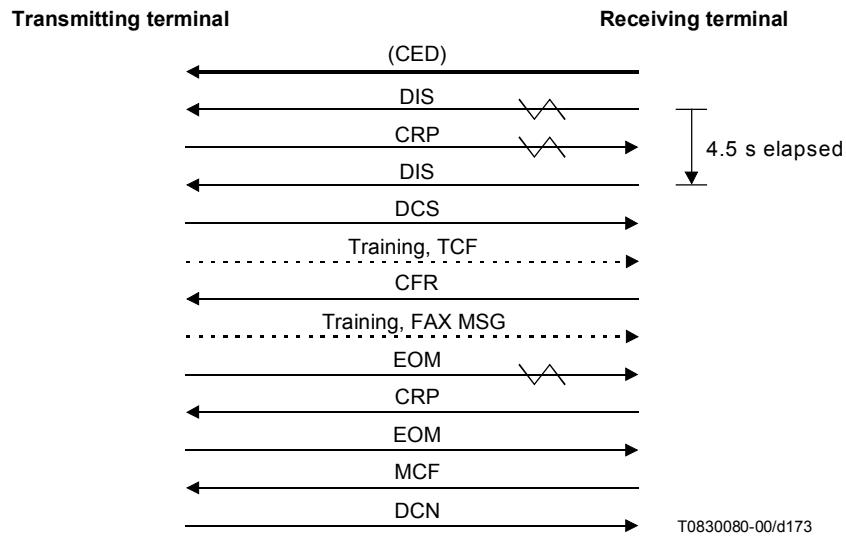 Transmitting terminal
Receiving terminal
(CED)
DIS
CRP
4.5 s elapsed
DIS
DCS
Training, TCF
CFR
Training, FAX MSG
EOM
CRP
EOM
MCF
DCN
T0830080-00/d173